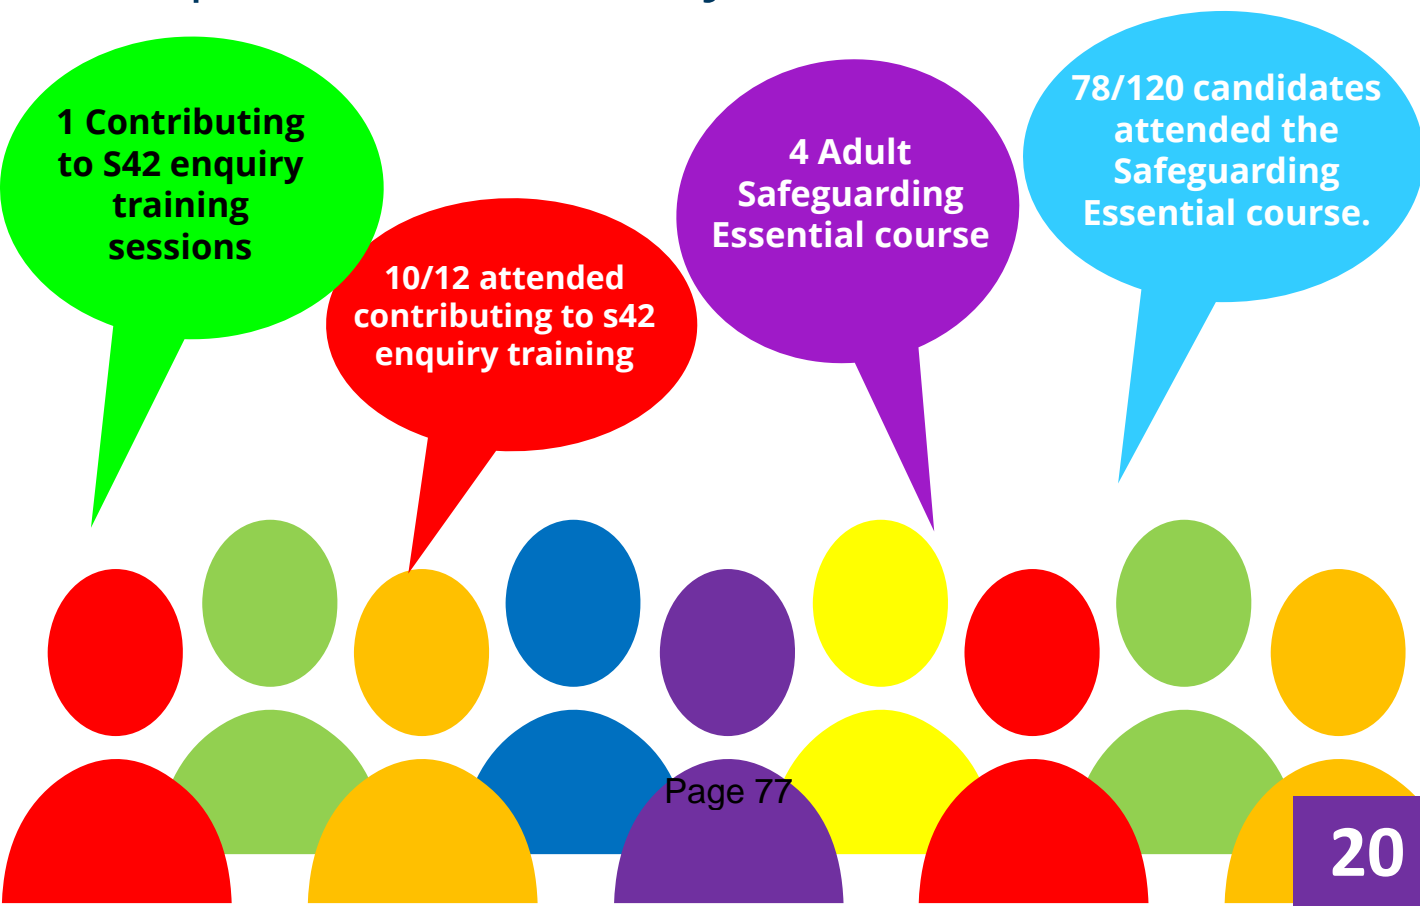 1 Contributing
to S42 enquiry
training
sessions
10/12 attended
contributing to s42
enquiry training
4 Adult
Safeguarding
Essential course
78/120 candidates
attended the
Safeguarding
Essential course.
Page 77
20